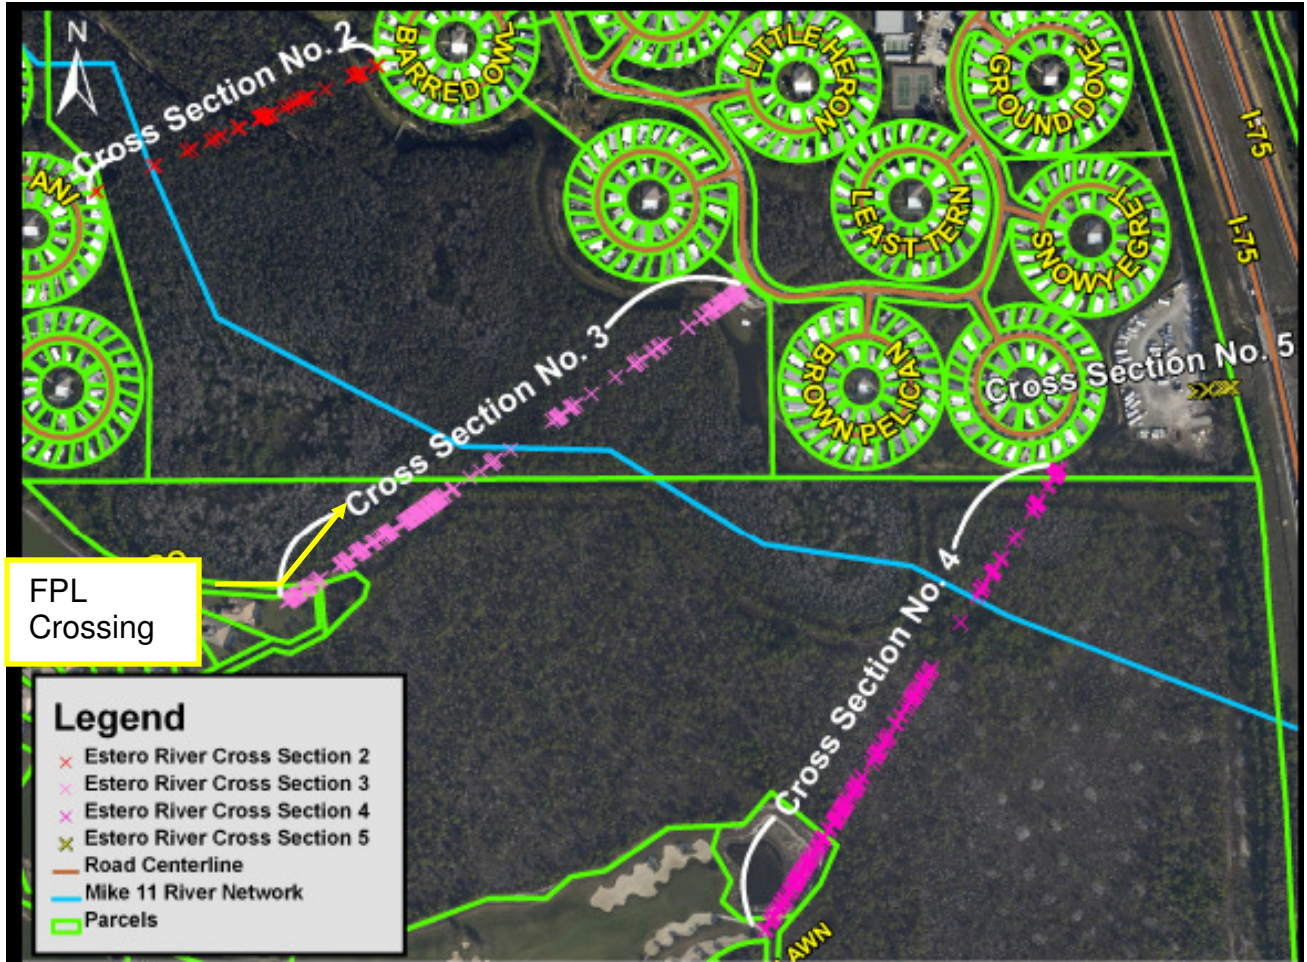 N
Cross Section No. 2
BARRED OWL
LITTLE HERON
GROUND DOVE
I-75
ANI
LEAST TERN
SNOWY EGRET
I-75
Cross Section No. 3
BROWN PELICAN
Cross Section No. 5
Cross Section No. 4
FPL
Crossing
Legend
Estero River Cross Section 2
Estero River Cross Section 3
Estero River Cross Section 4
Estero River Cross Section 5
Road Centerline
Mike 11 River Network
Parcels
AWN